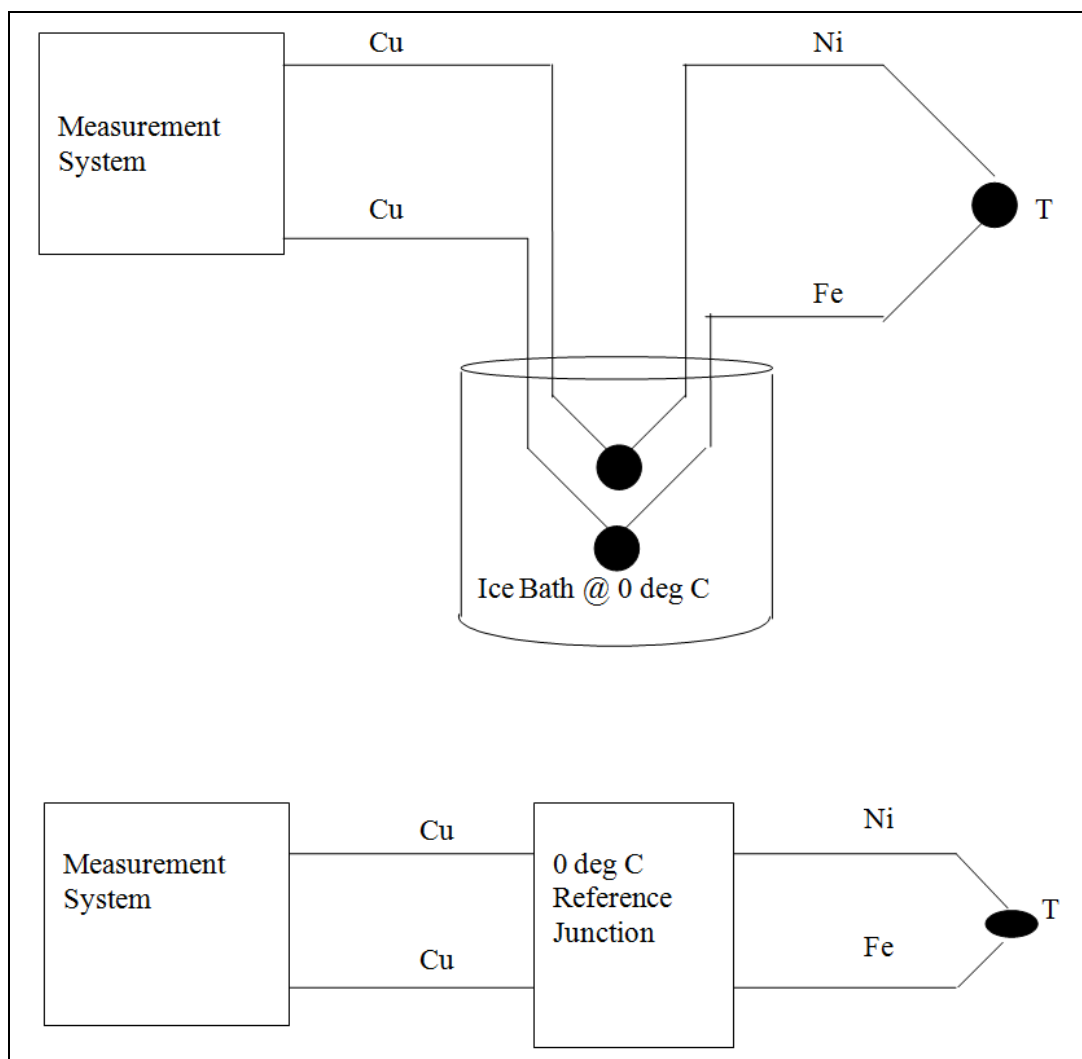 Cu
Ni
Measurement
System
Cu
T
Fe
Ice Bath @ 0 deg C
Cu
Ni
Measurement
System
0 deg C
Reference
Junction
T
Cu
Fe